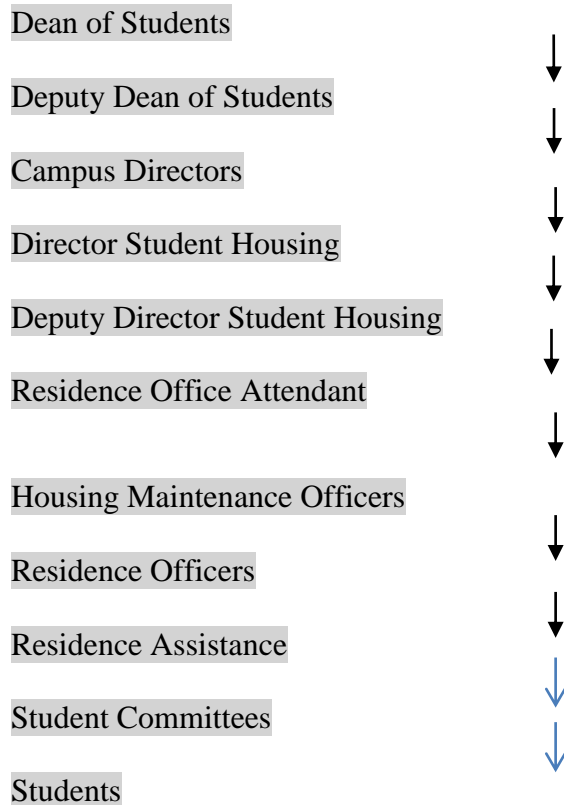 Dean of Students
Deputy Dean of Students
Campus Directors
Director Student Housing
Deputy Director Student Housing
Residence Office Attendant
Housing Maintenance Officers
Residence Officers
Residence Assistance
Student Committees
Students